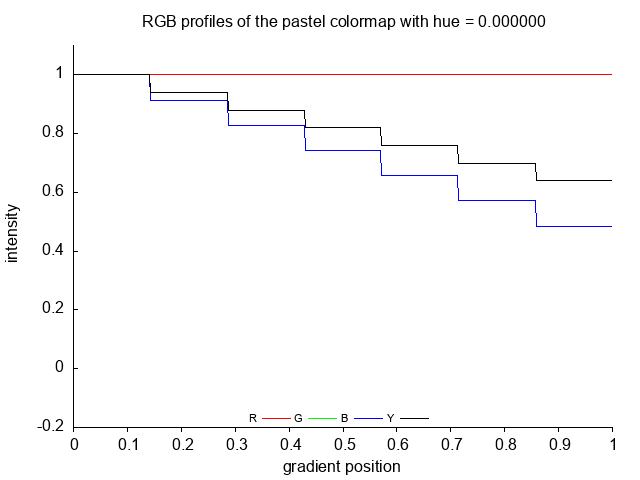 RGB profiles of the pastel colormap with hue = 0.000000
1
0.8
0.6
0.4
0.2
0
-0.2
intensity
R G B Y
0 0.1 0.2 0.3 0.4 0.5 0.6 0.7 0.8 0.9 1
gradient position